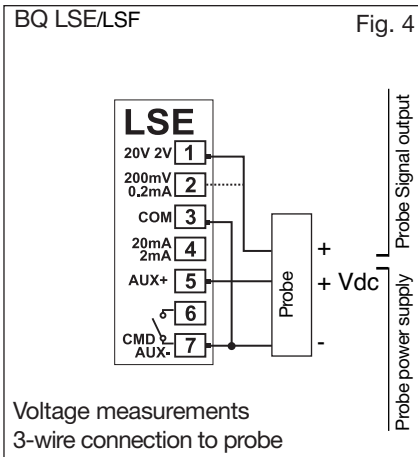 BQ LSE/LSF
Fig. 4
LSE
20V 2V 1
200mV
0.2mA 2
COM 3
20mA
2mA 4
AUX+ 5
6
CMD
AUX- 7
Probe
+
+ Vdc
-
Probe Signal output
Probe power supply
Voltage measurements
3-wire connection to probe